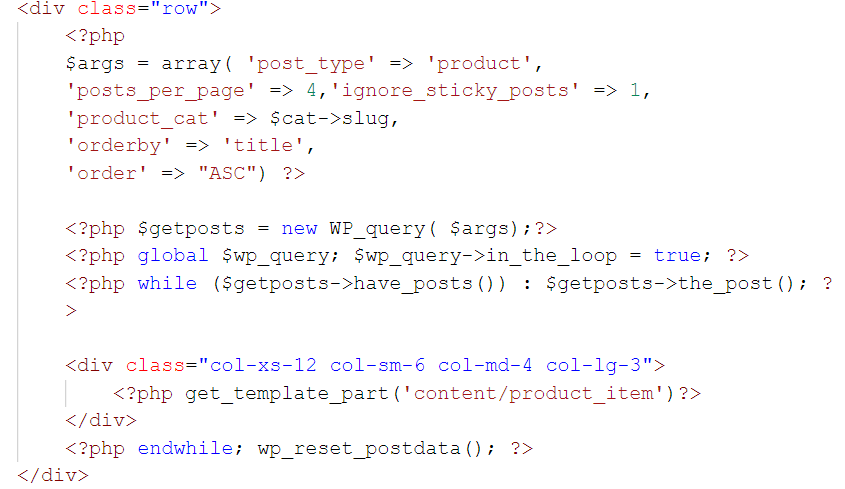 <div class="row">
<?php
$args = array( 'post_type' => 'product',
'posts_per_page' => 4,'ignore_sticky_posts' => 1,
'product_cat' => $cat->slug,
'orderby' => 'title',
'order' => "ASC") ?>
<?php $getposts = new WP_query( $args);?>
<?php global $wp_query; $wp_query->in_the_loop = true; ?>
<?php while ($getposts->have_posts()) : $getposts->the_post(); ?
>
<div class="col-xs-12 col-sm-6 col-md-4 col-lg-3">
<?php get_template_part('content/product_item')?>
</div>
<?php endwhile; wp_reset_postdata(); ?>
</div>